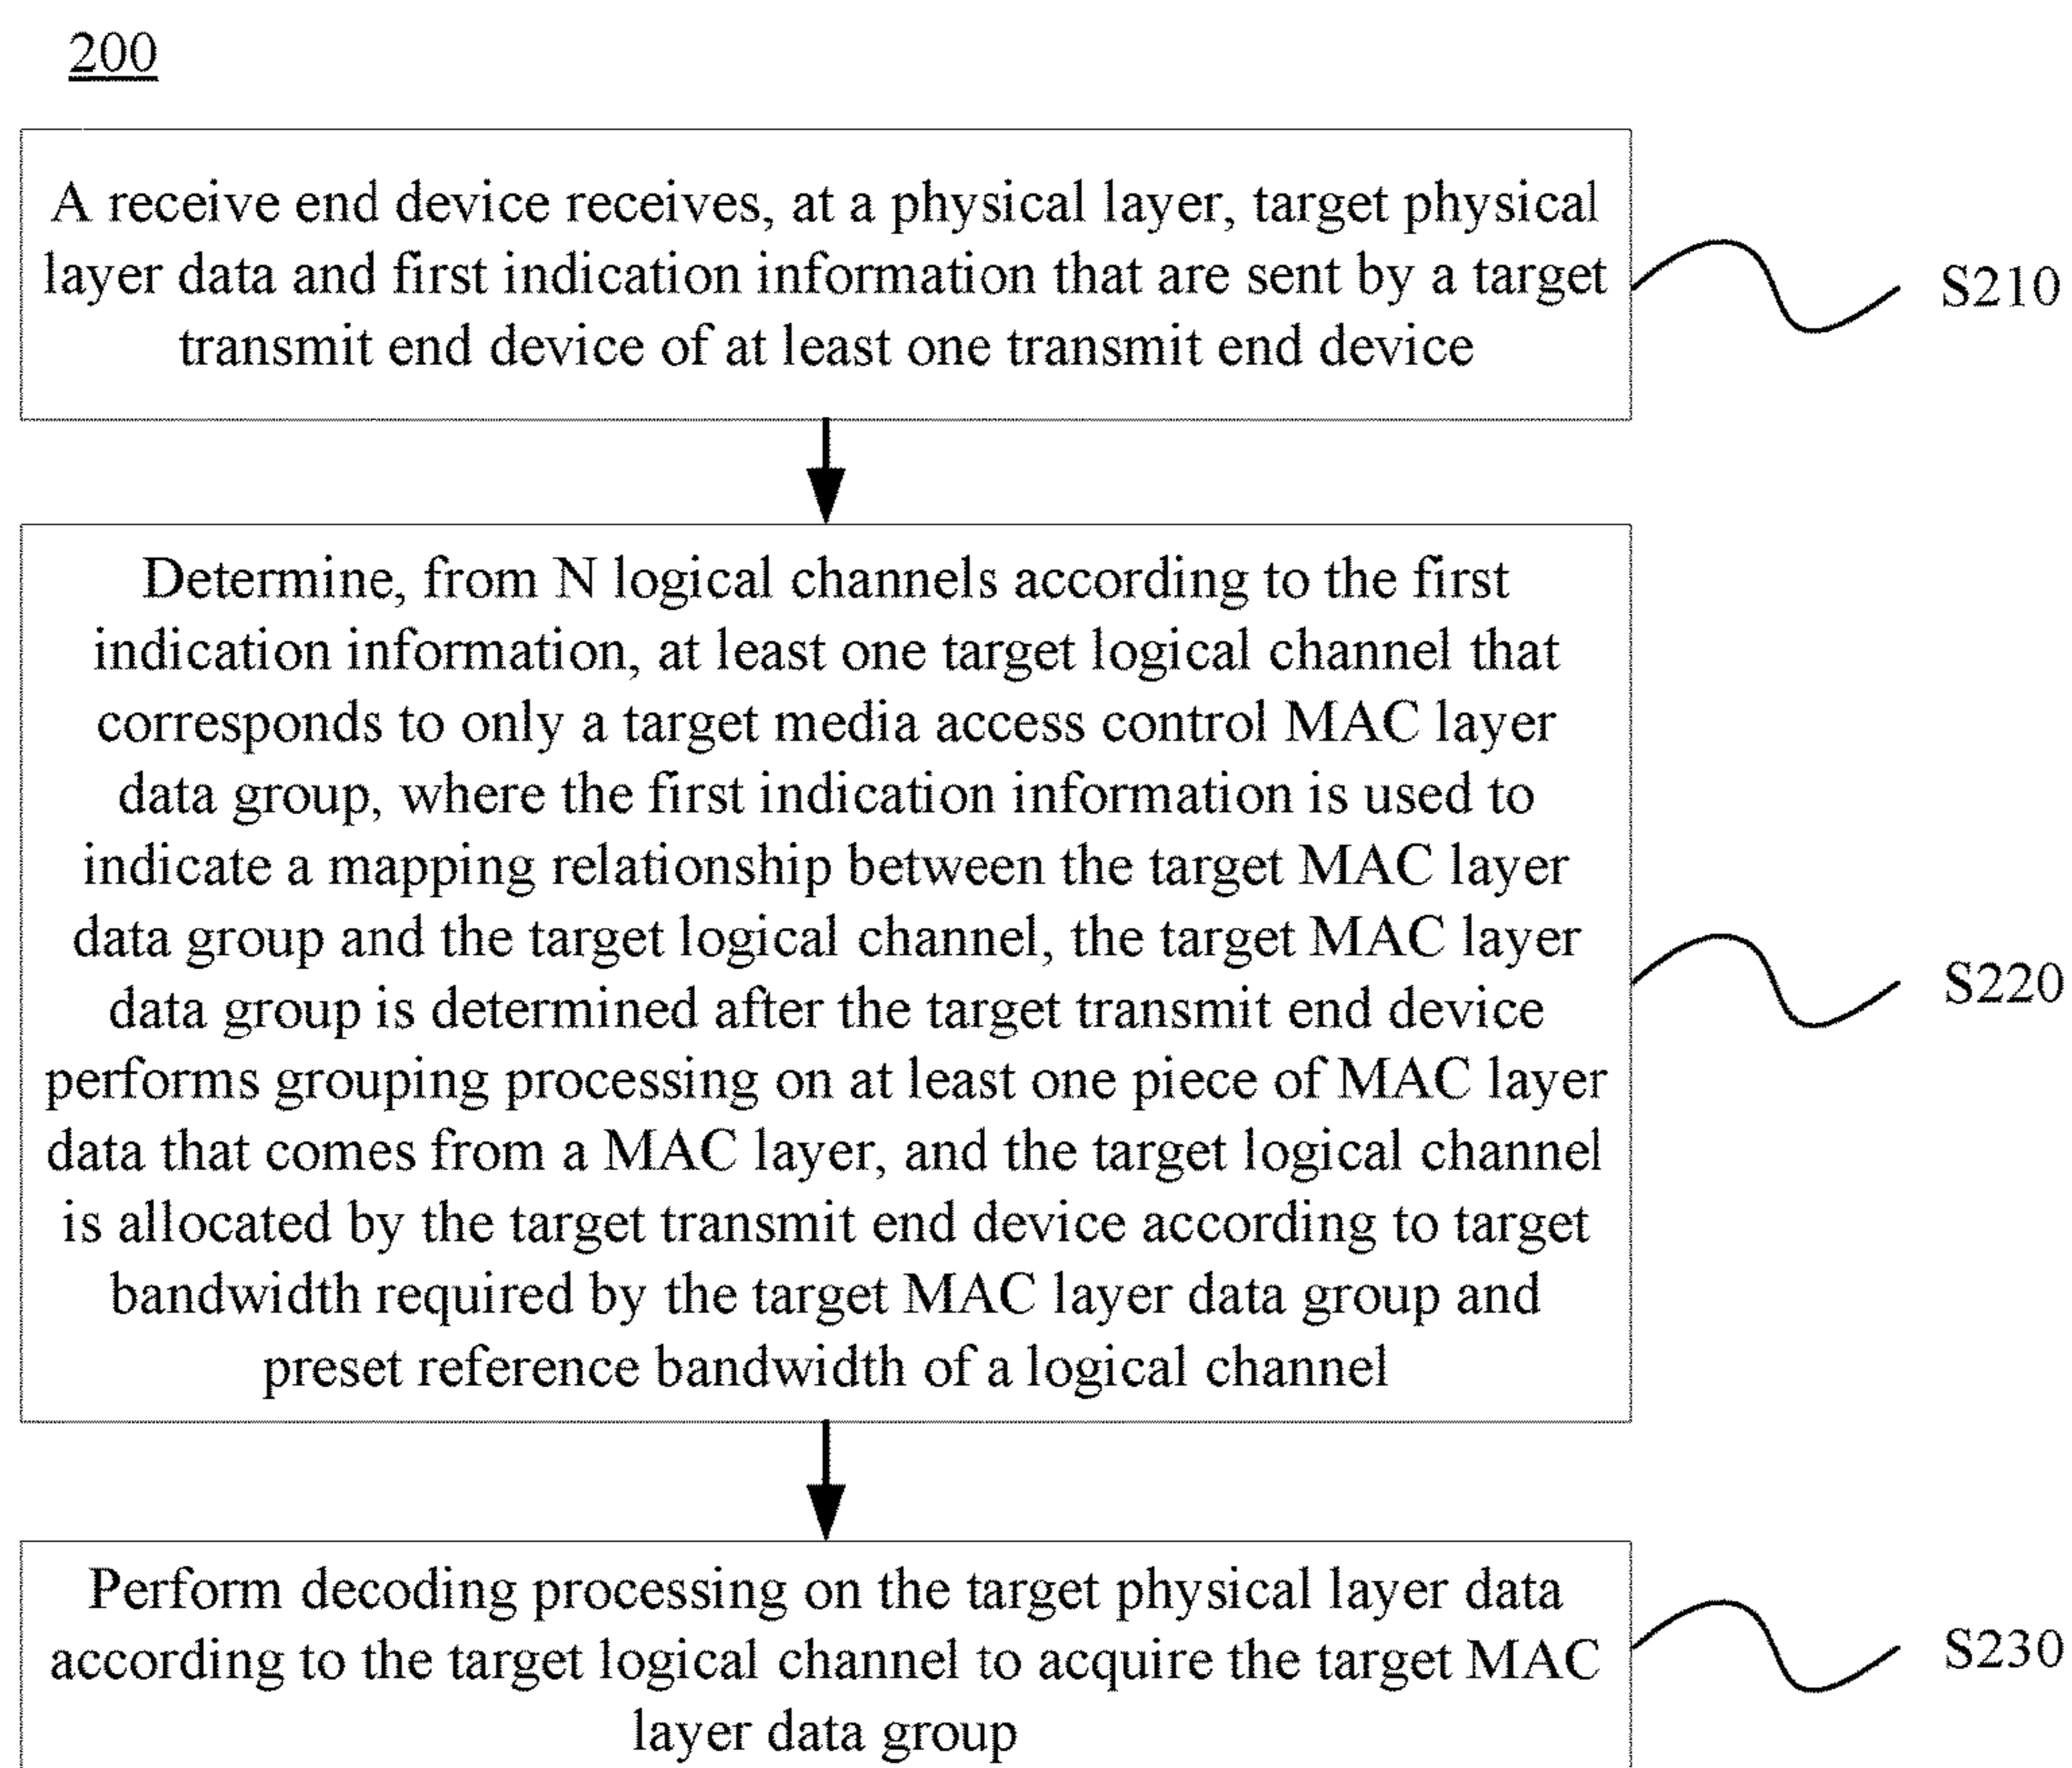 200
A receive end device receives, at a physical layer, target physical
layer data and first indication information that are sent by a target
transmit end device of at least one transmit end device
S210
Determine, from N logical channels according to the first
indication information, at least one target logical channel that
corresponds to only a target media access control MAC layer
data group, where the first indication information is used to
indicate a mapping relationship between the target MAC layer
data group and the target logical channel, the target MAC layer
data group is determined after the target transmit end device
performs grouping processing on at least one piece of MAC layer
data that comes from a MAC layer, and the target logical channel
is allocated by the target transmit end device according to target
bandwidth required by the target MAC layer data group and
preset reference bandwidth of a logical channel
S220
Perform decoding processing on the target physical layer data
according to the target logical channel to acquire the target MAC
layer data group
S230